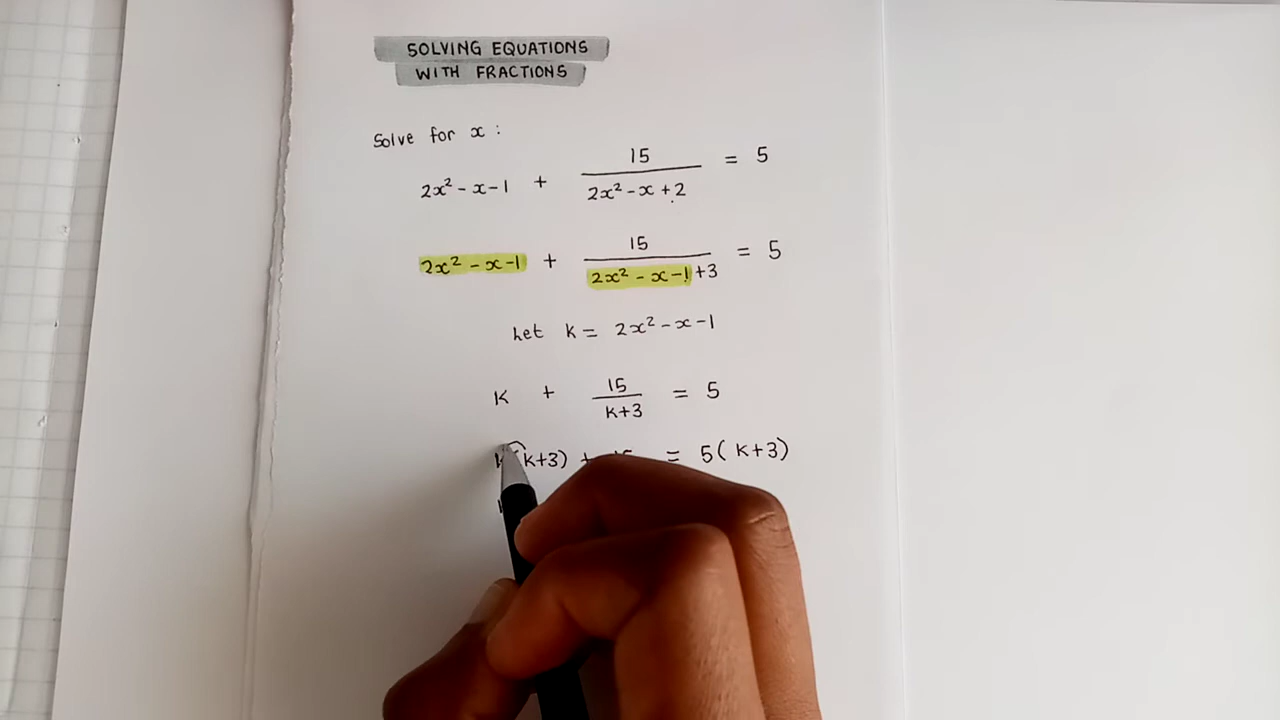 SOLVING EQUATIONS
WITH FRACTIONS
Solve for x :
2x² - x - 1 + 15/(2x² - x + 2) = 5
2x² - x - 1 + 15/(2x² - x - 1 + 3) = 5
Let k = 2x² - x - 1
k + 15/(k+3) = 5
(k+3) + = 5(k+3)